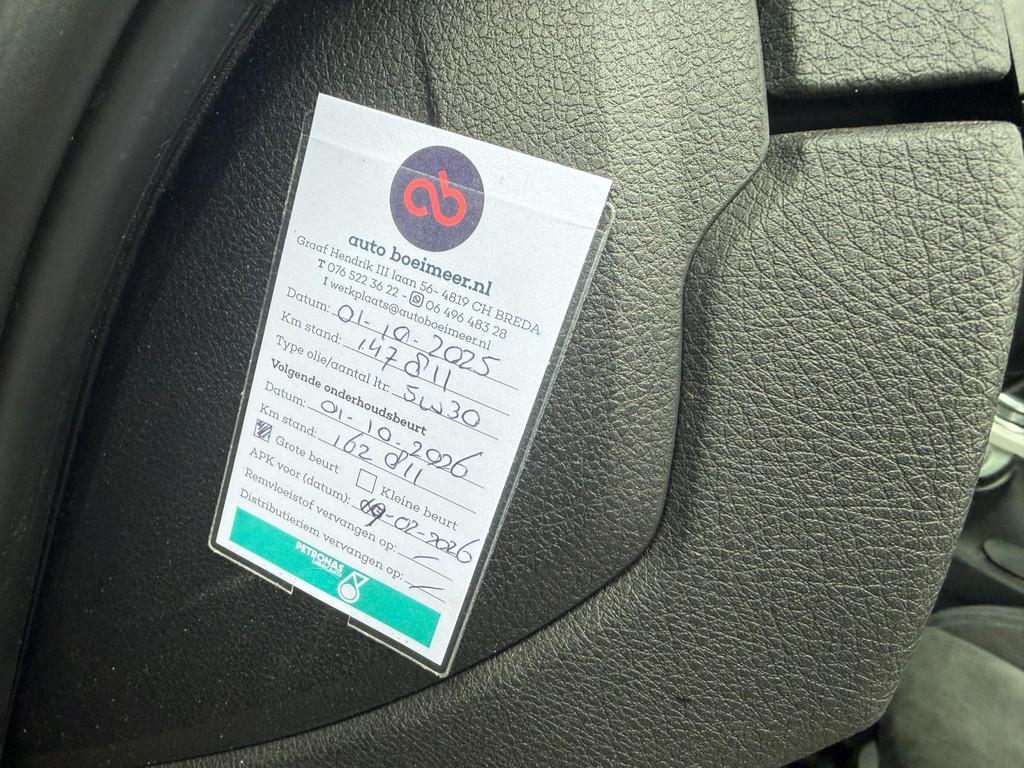 ab
auto boeimeer.nl
Graaf Hendrik III laan 56- 4819 CH BREDA
T 076 522 36 22 - 06 496 483 28
I werkplaats@autoboeimeer.nl
Datum: 01-10-2025
Km stand: 147 811
Type olie/aantal ltr. 5w30
Volgende onderhoudsbeurt
Datum: 01-10-2026
Km stand: 162 811
Grote beurt Kleine beurt
APK voor (datum): 09-02-2026
Remvloeistof vervangen op: —
Distributieriem vervangen op: —
PETRONAS
LUBRICANTS